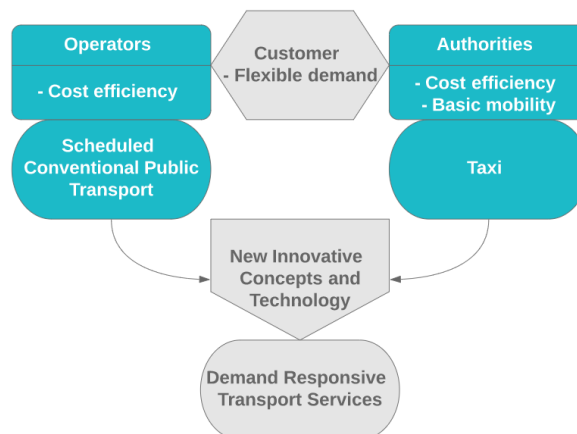 Operators
- Cost efficiency
Scheduled
Conventional Public
Transport
Customer
- Flexible demand
Authorities
- Cost efficiency
- Basic mobility
Taxi
New Innovative
Concepts and
Technology
Demand Responsive
Transport Services